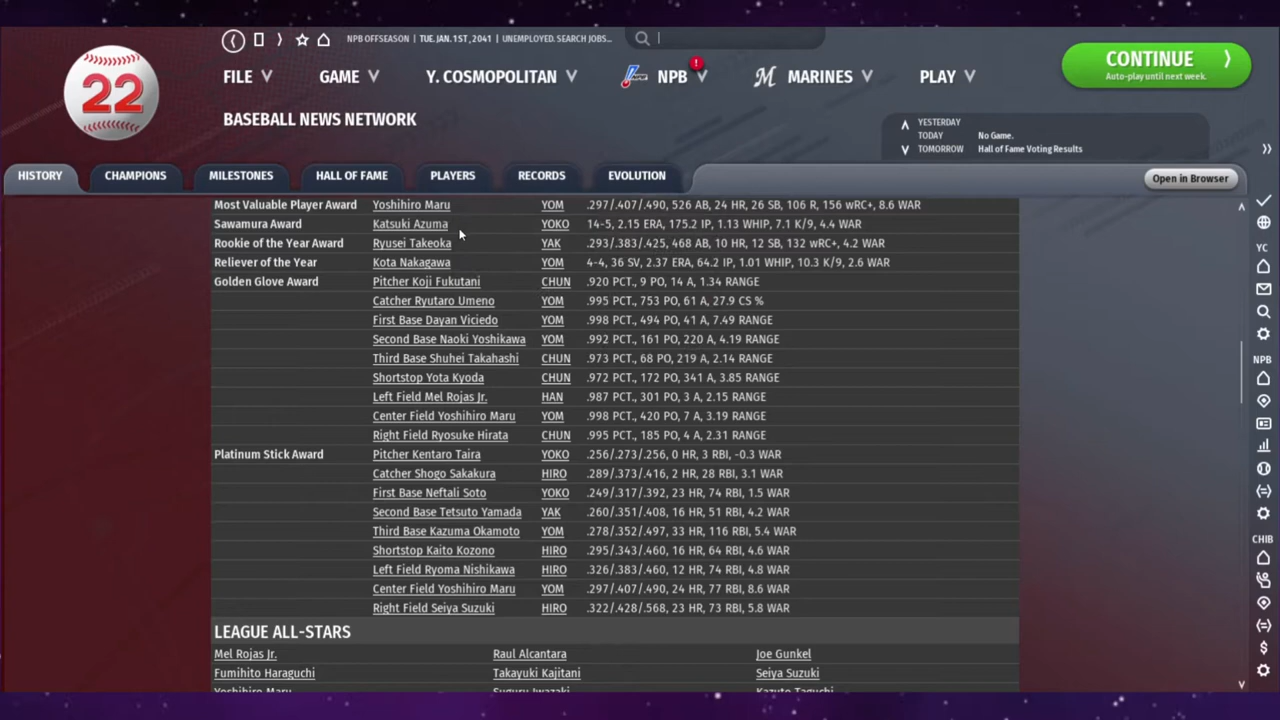 NPB OFFSEASON | TUE. JAN. 1ST, 2041 | UNEMPLOYED. SEARCH JOBS...
22
FILE GAME Y. COSMOPOLITAN NPB ! MARINES PLAY
CONTINUE
Auto-play until next week.
BASEBALL NEWS NETWORK
YESTERDAY
TODAY No Game.
TOMORROW Hall of Fame Voting Results
HISTORY CHAMPIONS MILESTONES HALL OF FAME PLAYERS RECORDS EVOLUTION Open in Browser
Most Valuable Player Award Yoshihiro Maru YOM .297/.407/.490, 526 AB, 24 HR, 26 SB, 106 R, 156 wRC+, 8.6 WAR
Sawamura Award Katsuki Azuma YOKO 14-5, 2.15 ERA, 175.2 IP, 1.13 WHIP, 7.1 K/9, 4.4 WAR
Rookie of the Year Award Ryusei Takeoka YAK .293/.383/.425, 468 AB, 10 HR, 12 SB, 132 wRC+, 4.2 WAR
Reliever of the Year Kota Nakagawa YOM 4-4, 36 SV, 2.37 ERA, 64.2 IP, 1.01 WHIP, 10.3 K/9, 2.6 WAR
Golden Glove Award Pitcher Koji Fukutani CHUN .920 PCT., 9 PO, 14 A, 1.34 RANGE
Catcher Ryutaro Umeno YOM .995 PCT., 753 PO, 61 A, 27.9 CS %
First Base Dayan Viciedo YOM .998 PCT., 494 PO, 41 A, 7.49 RANGE
Second Base Naoki Yoshikawa YOM .992 PCT., 161 PO, 220 A, 4.19 RANGE
Third Base Shuhei Takahashi CHUN .973 PCT., 68 PO, 219 A, 2.14 RANGE
Shortstop Yota Kyoda CHUN .972 PCT., 172 PO, 341 A, 3.85 RANGE
Left Field Mel Rojas Jr. HAN .987 PCT., 301 PO, 3 A, 2.15 RANGE
Center Field Yoshihiro Maru YOM .998 PCT., 420 PO, 7 A, 3.19 RANGE
Right Field Ryosuke Hirata CHUN .995 PCT., 185 PO, 4 A, 2.31 RANGE
Platinum Stick Award Pitcher Kentaro Taira YOKO .256/.273/.256, 0 HR, 3 RBI, -0.3 WAR
Catcher Shogo Sakakura HIRO .289/.373/.416, 2 HR, 28 RBI, 3.1 WAR
First Base Neftali Soto YOKO .249/.317/.392, 23 HR, 74 RBI, 1.5 WAR
Second Base Tetsuto Yamada YAK .260/.351/.408, 16 HR, 51 RBI, 4.2 WAR
Third Base Kazuma Okamoto YOM .278/.352/.497, 33 HR, 116 RBI, 5.4 WAR
Shortstop Kaito Kozono HIRO .295/.343/.460, 16 HR, 64 RBI, 4.6 WAR
Left Field Ryoma Nishikawa HIRO .326/.383/.460, 12 HR, 74 RBI, 4.8 WAR
Center Field Yoshihiro Maru YOM .297/.407/.490, 24 HR, 77 RBI, 8.6 WAR
Right Field Seiya Suzuki HIRO .322/.428/.568, 23 HR, 73 RBI, 5.8 WAR
LEAGUE ALL-STARS
Mel Rojas Jr. Raul Alcantara Joe Gunkel
Fumihito Haraguchi Takayuki Kajitani Seiya Suzuki
Yoshihiro Maru Suguru Iwazaki Kazuto Taguchi
YC
NPB
CHIB